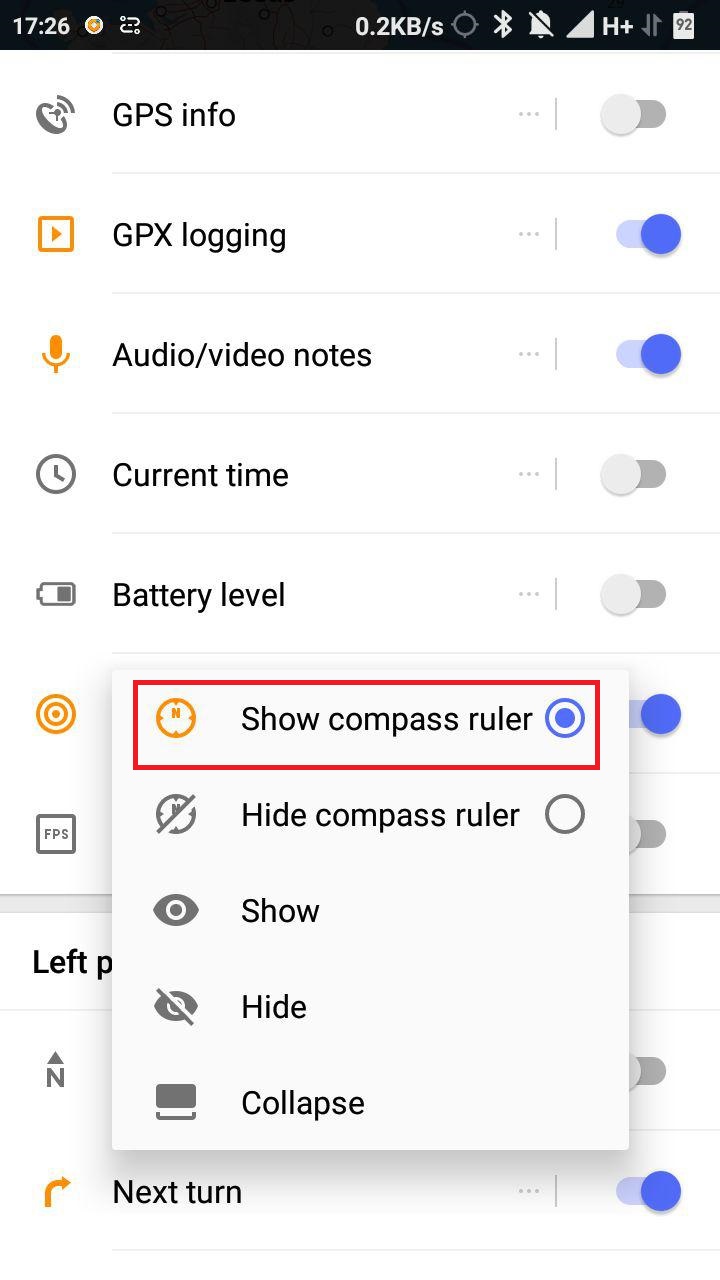 17:26 0.2KB/s H+ 92
GPS info
GPX logging
Audio/video notes
Current time
Battery level
N Show compass ruler
FPS
N Hide compass ruler
Show
Left p
Hide
N
Collapse
Next turn